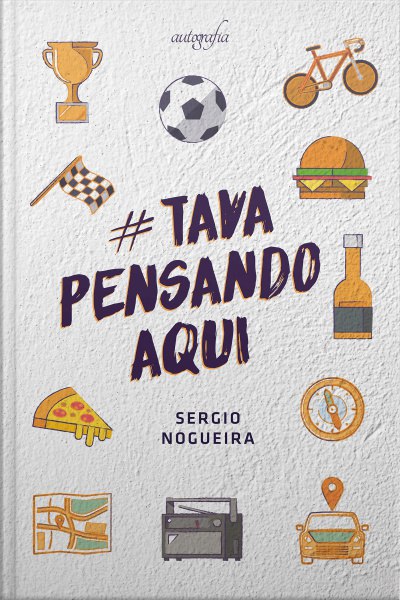 autografia
# TAVA
PENSANDO
AQUI
SERGIO
NOGUEIRA